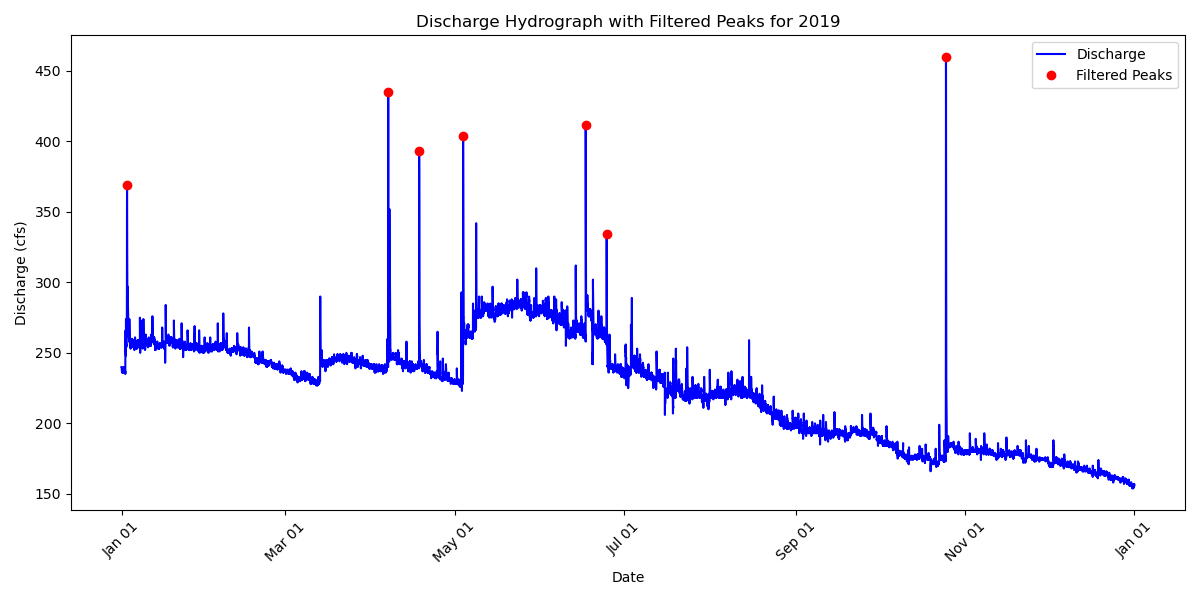 Discharge Hydrograph with Filtered Peaks for 2019
Discharge
Filtered Peaks
450
400
350
300
250
200
150
Discharge (cfs)
Jan 01
Mar 01
May 01
Jul 01
Sep 01
Nov 01
Jan 01
Date